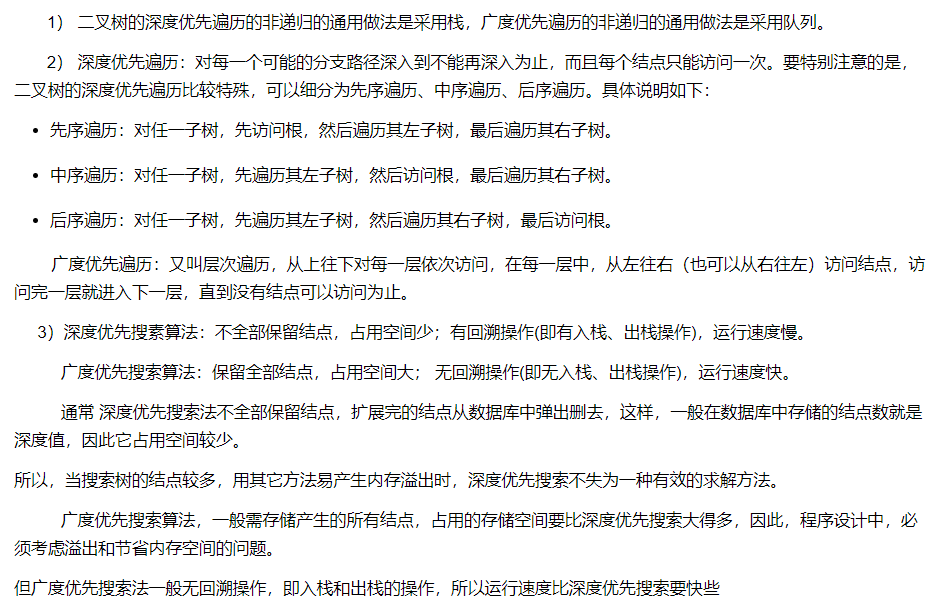 1） 二叉树的深度优先遍历的非递归的通用做法是采用栈，广度优先遍历的非递归的通用做法是采用队列。
2） 深度优先遍历：对每一个可能的分支路径深入到不能再深入为止，而且每个结点只能访问一次。要特别注意的是，
二叉树的深度优先遍历比较特殊，可以细分为先序遍历、中序遍历、后序遍历。具体说明如下：
• 先序遍历：对任一子树，先访问根，然后遍历其左子树，最后遍历其右子树。
• 中序遍历：对任一子树，先遍历其左子树，然后访问根，最后遍历其右子树。
• 后序遍历：对任一子树，先遍历其左子树，然后遍历其右子树，最后访问根。
广度优先遍历：又叫层次遍历，从上往下对每一层依次访问，在每一层中，从左往右（也可以从右往左）访问结点，访
问完一层就进入下一层，直到没有结点可以访问为止。
3）深度优先搜素算法：不全部保留结点，占用空间少；有回溯操作(即有入栈、出栈操作)，运行速度慢。
广度优先搜索算法：保留全部结点，占用空间大； 无回溯操作(即无入栈、出栈操作)，运行速度快。
通常 深度优先搜索法不全部保留结点，扩展完的结点从数据库中弹出删去，这样，一般在数据库中存储的结点数就是
深度值，因此它占用空间较少。
所以，当搜索树的结点较多，用其它方法易产生内存溢出时，深度优先搜索不失为一种有效的求解方法。
广度优先搜索算法，一般需存储产生的所有结点，占用的存储空间要比深度优先搜索大得多，因此，程序设计中，必
须考虑溢出和节省内存空间的问题。
但广度优先搜索法一般无回溯操作，即入栈和出栈的操作，所以运行速度比深度优先搜索要快些